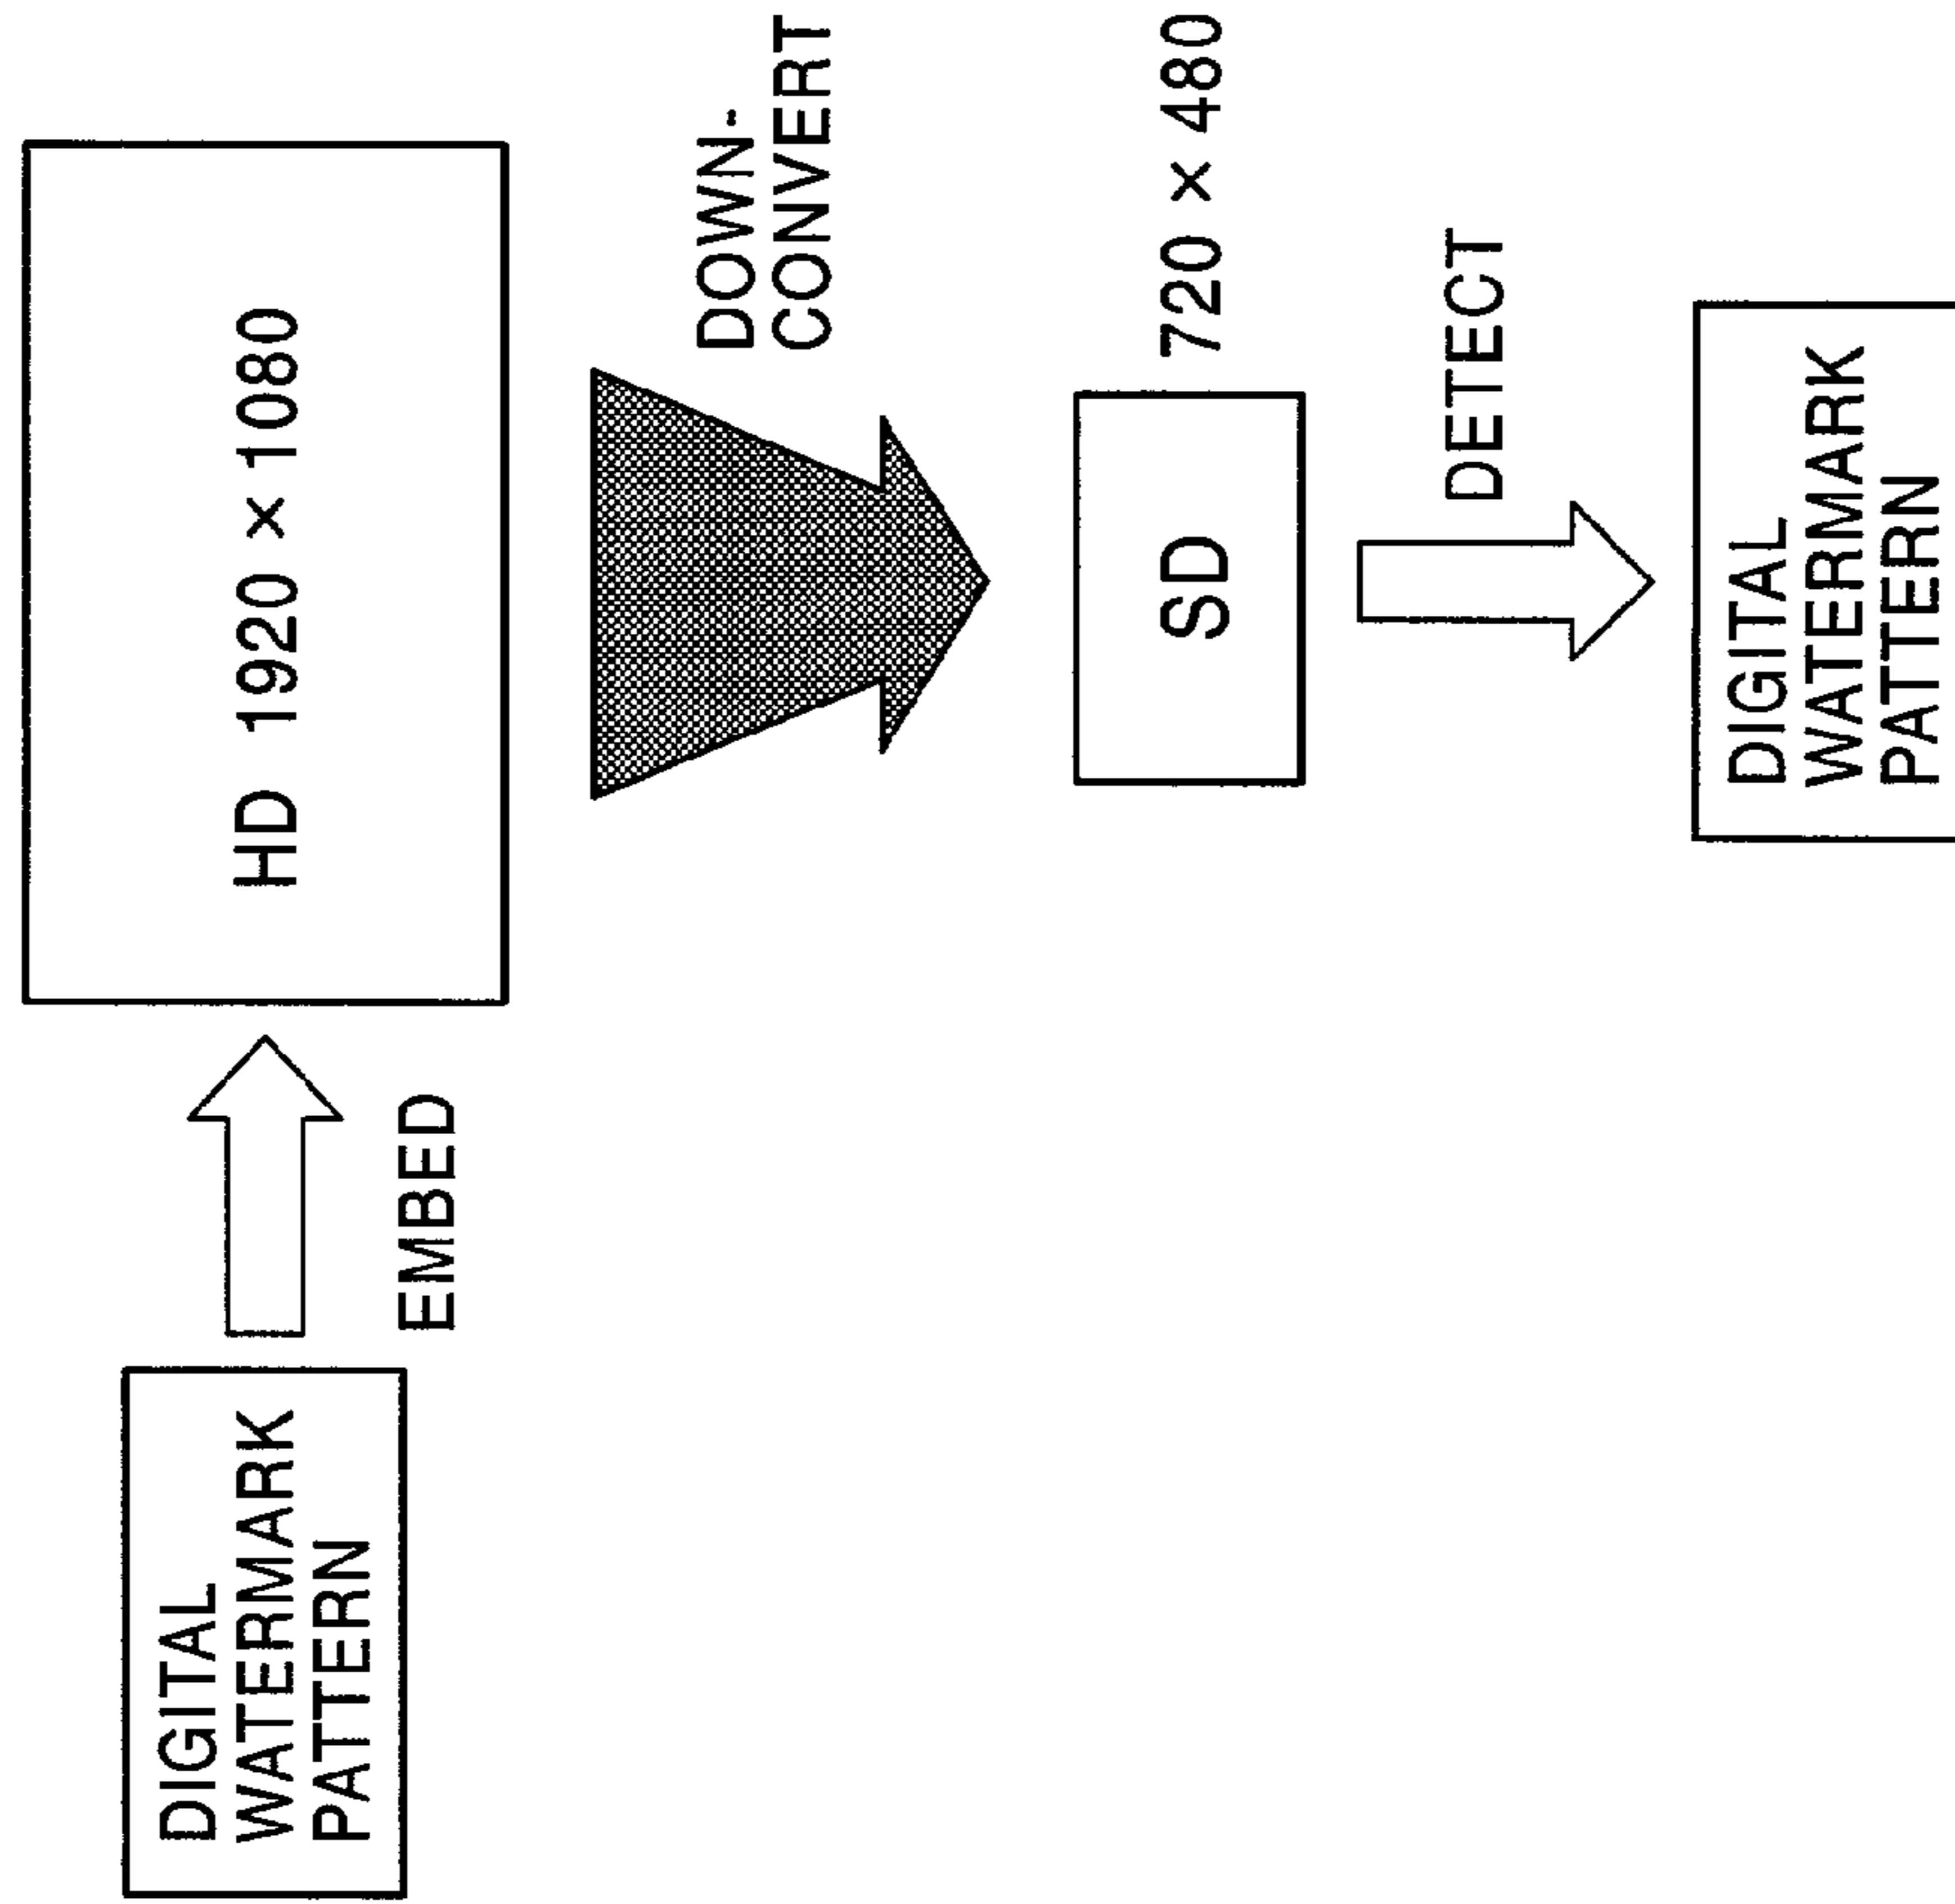 DIGITAL
WATERMARK
PATTERN
EMBED
HD 1920 × 1080
DOWN-
CONVERT
SD
720 × 480
DETECT
DIGITAL
WATERMARK
PATTERN